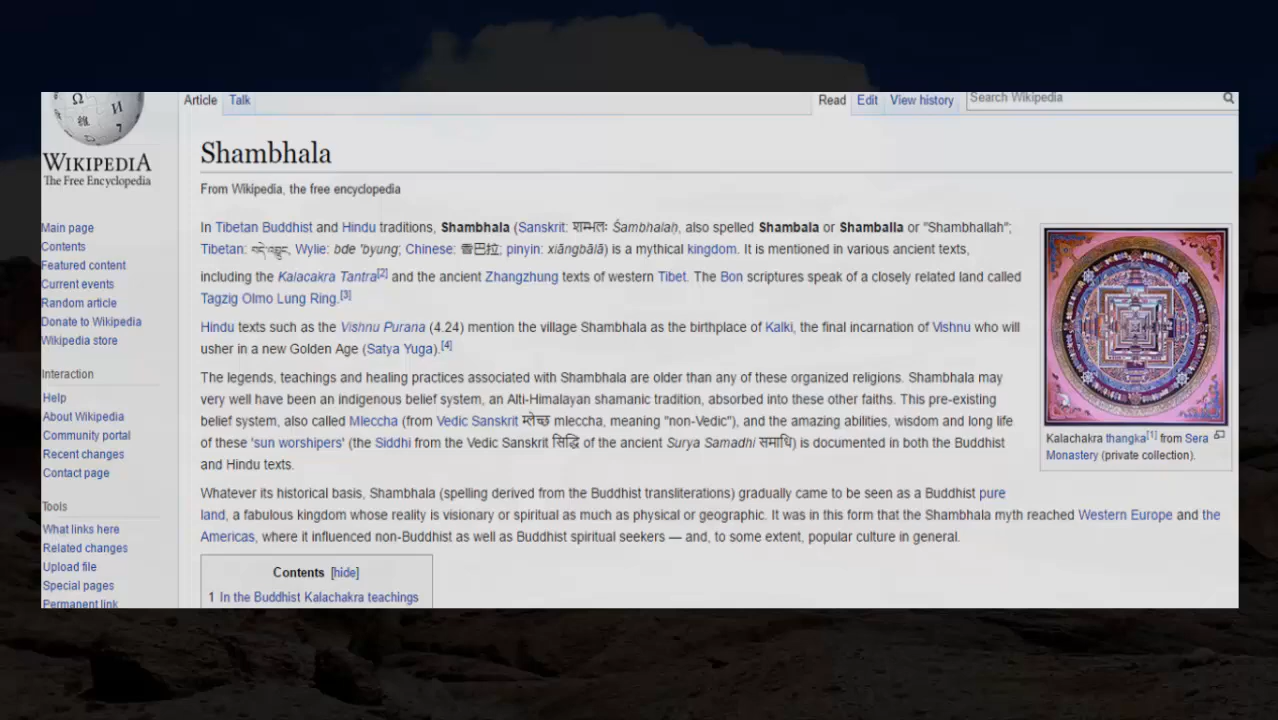 Article Talk Read Edit View history Search Wikipedia
WIKIPEDIA
The Free Encyclopedia
Main page
Contents
Featured content
Current events
Random article
Donate to Wikipedia
Wikipedia store
Interaction
Help
About Wikipedia
Community portal
Recent changes
Contact page
Tools
What links here
Related changes
Upload file
Special pages
Permanent link
Shambhala
From Wikipedia, the free encyclopedia
In Tibetan Buddhist and Hindu traditions, Shambhala (Sanskrit: Śambhalaḥ, also spelled Shambala or Shamballa or "Shambhallah";
Tibetan: Wylie: bde 'byung; Chinese: 香巴拉; pinyin: xiāngbālā) is a mythical kingdom. It is mentioned in various ancient texts,
including the Kalacakra Tantra[2] and the ancient Zhangzhung texts of western Tibet. The Bon scriptures speak of a closely related land called
Tagzig Olmo Lung Ring.[3]
Hindu texts such as the Vishnu Purana (4.24) mention the village Shambhala as the birthplace of Kalki, the final incarnation of Vishnu who will
usher in a new Golden Age (Satya Yuga).[4]
The legends, teachings and healing practices associated with Shambhala are older than any of these organized religions. Shambhala may
very well have been an indigenous belief system, an Alti-Himalayan shamanic tradition, absorbed into these other faiths. This pre-existing
belief system, also called Mleccha (from Vedic Sanskrit म्लेच्छ mleccha, meaning "non-Vedic"), and the amazing abilities, wisdom and long life
of these 'sun worshipers' (the Siddhi from the Vedic Sanskrit सिद्धि of the ancient Surya Samadhi समाधि) is documented in both the Buddhist
and Hindu texts.
Whatever its historical basis, Shambhala (spelling derived from the Buddhist transliterations) gradually came to be seen as a Buddhist pure
land, a fabulous kingdom whose reality is visionary or spiritual as much as physical or geographic. It was in this form that the Shambhala myth reached Western Europe and the
Americas, where it influenced non-Buddhist as well as Buddhist spiritual seekers — and, to some extent, popular culture in general.
Contents [hide]
1 In the Buddhist Kalachakra teachings
Kalachakra thangka[1] from Sera
Monastery (private collection).